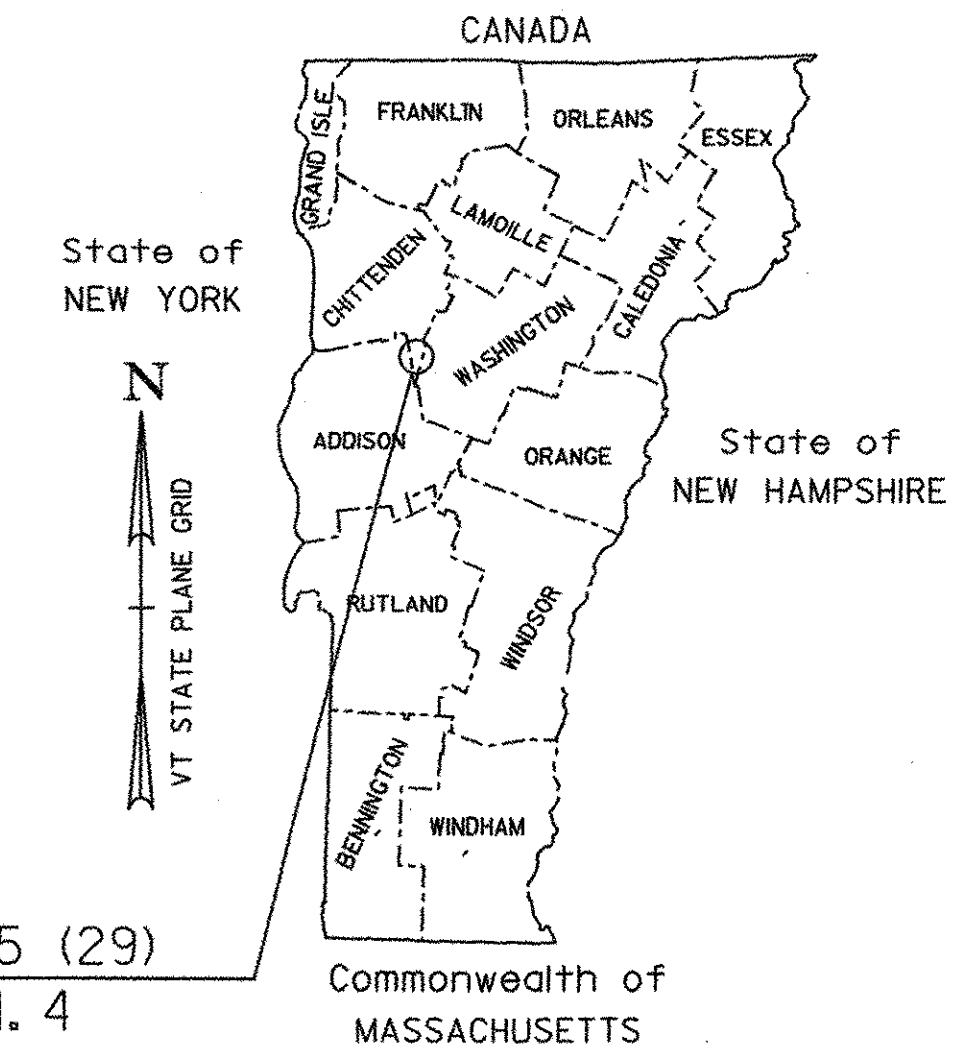 CANADA
GRAND ISLE
FRANKLIN
ORLEANS
ESSEX
LAMOILLE
CHITTENDEN
CALEDONIA
State of
NEW YORK
WASHINGTON
N
ADDISON
ORANGE
State of
NEW HAMPSHIRE
VT STATE PLANE GRID
RUTLAND
WINDSOR
BENNINGTON
WINDHAM
5 (29)
. 4
Commonwealth of
MASSACHUSETTS